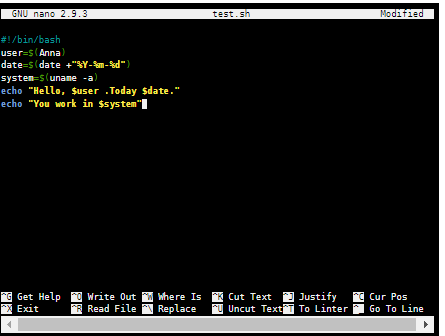 GNU nano 2.9.3 test.sh Modified
#!/bin/bash
user=$(Anna)
date=$(date +"%Y-%m-%d")
system=$(uname -a)
echo "Hello, $user .Today $date."
echo "You work in $system"
^G Get Help ^O Write Out ^W Where Is ^K Cut Text ^J Justify ^C Cur Pos
^X Exit ^R Read File ^\ Replace ^U Uncut Text ^T To Linter ^_ Go To Line